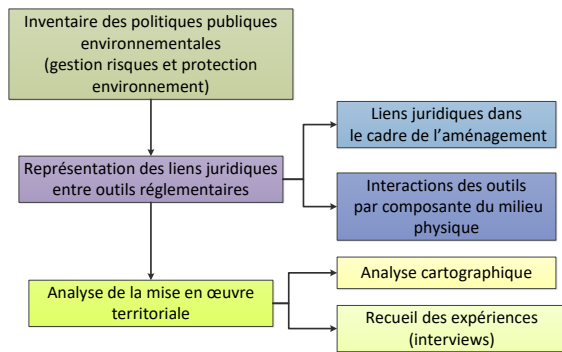 Inventaire des politiques publiques
environnementales
(gestion risques et protection
environnement)
Liens juridiques dans
le cadre de l’aménagement
Représentation des liens juridiques
entre outils réglementaires
Interactions des outils
par composante du milieu
physique
Analyse de la mise en œuvre
territoriale
Analyse cartographique
Recueil des expériences
(interviews)